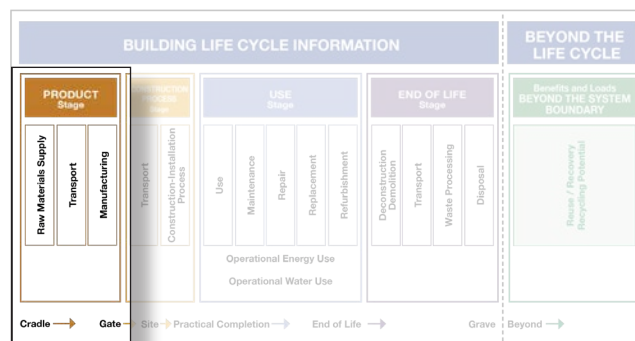 BUILDING LIFE CYCLE INFORMATION
BEYOND THE
LIFE CYCLE
PRODUCT
Stage
CONSTRUCTION
PROCESS
Stage
USE
Stage
END OF LIFE
Stage
Benefits and Loads
BEYOND THE SYSTEM
BOUNDARY
Raw Materials Supply
Transport
Manufacturing
Transport
Construction-Installation
Process
Use
Maintenance
Repair
Replacement
Refurbishment
Deconstruction
Demolition
Transport
Waste Processing
Disposal
Reuse / Recovery
Recycling Potential
Operational Energy Use
Operational Water Use
Cradle
Gate
Site
Practical Completion
End of Life
Grave
Beyond